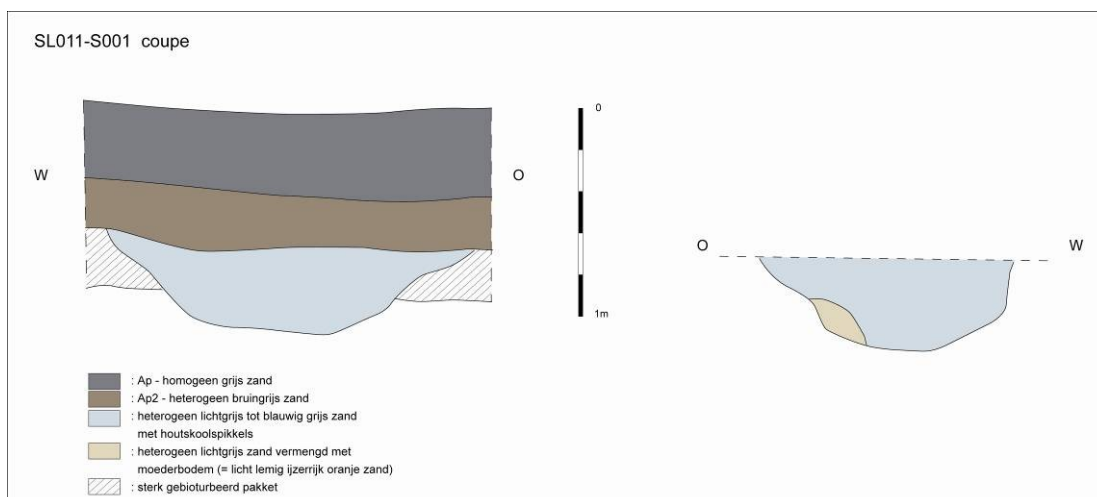 SL011-S001 coupe
W
O
0
1m
O
W
: Ap - homogeen grijs zand
: Ap2 - heterogeen bruingrijs zand
: heterogeen lichtgrijs tot blauwig grijs zand
met houtskoolspikkels
: heterogeen lichtgrijs zand vermengd met
moederbodem (= licht lemig ijzerrijk oranje zand)
: sterk gebioturbeerd pakket